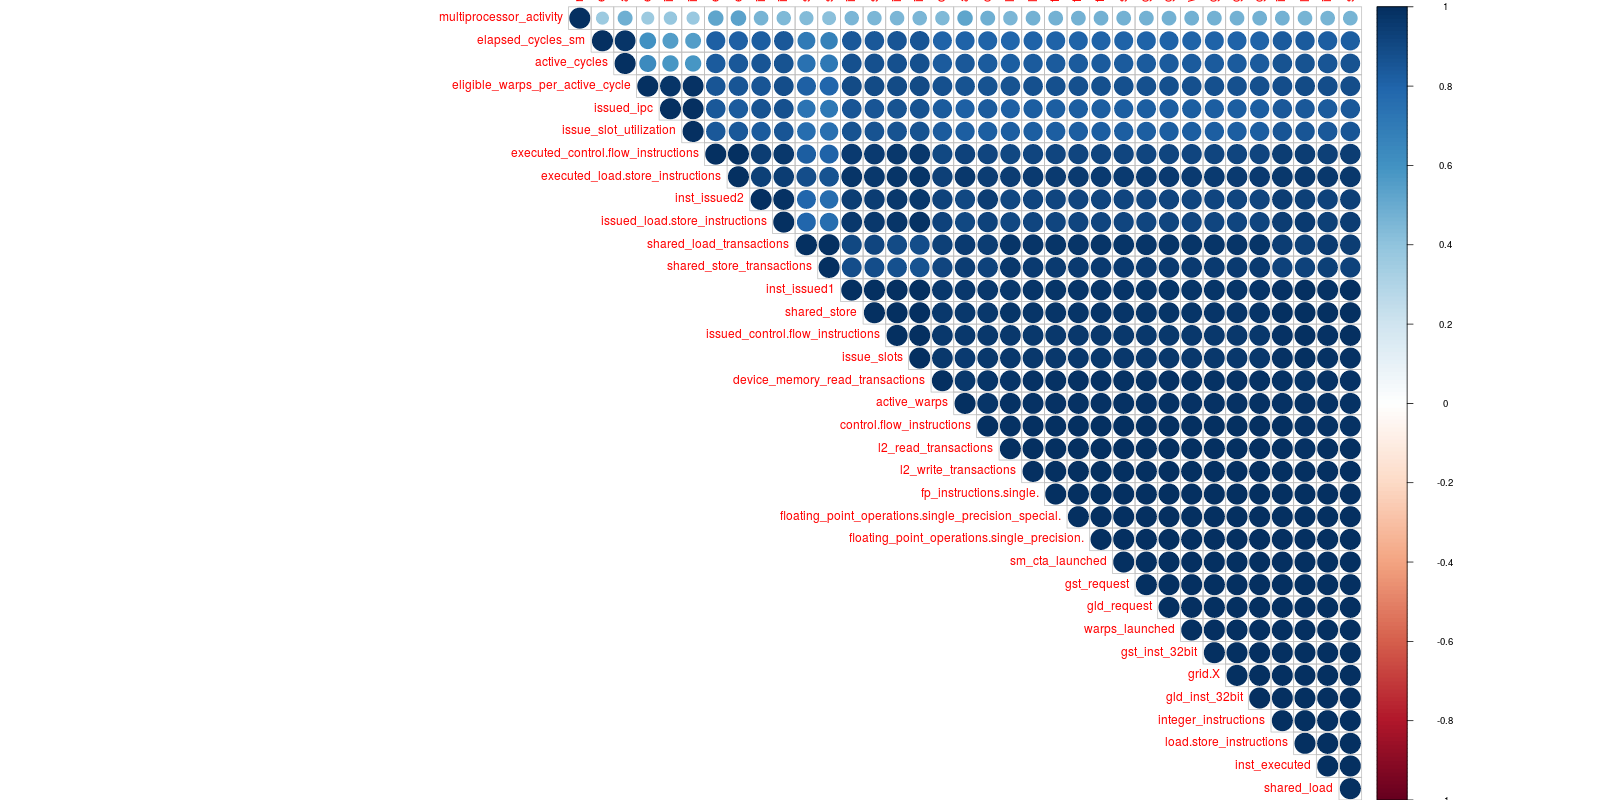 multiprocessor_activity
elapsed_cycles_sm
active_cycles
eligible_warps_per_active_cycle
issued_ipc
issue_slot_utilization
executed_control.flow_instructions
executed_load.store_instructions
inst_issued2
issued_load.store_instructions
shared_load_transactions
shared_store_transactions
inst_issued1
shared_store
issued_control.flow_instructions
issue_slots
device_memory_read_transactions
active_warps
control.flow_instructions
l2_read_transactions
l2_write_transactions
fp_instructions.single.
floating_point_operations.single_precision_special.
floating_point_operations.single_precision.
sm_cta_launched
gst_request
gld_request
warps_launched
gst_inst_32bit
grid.X
gld_inst_32bit
integer_instructions
load.store_instructions
inst_executed
shared_load
1
0.8
0.6
0.4
0.2
0
-0.2
-0.4
-0.6
-0.8